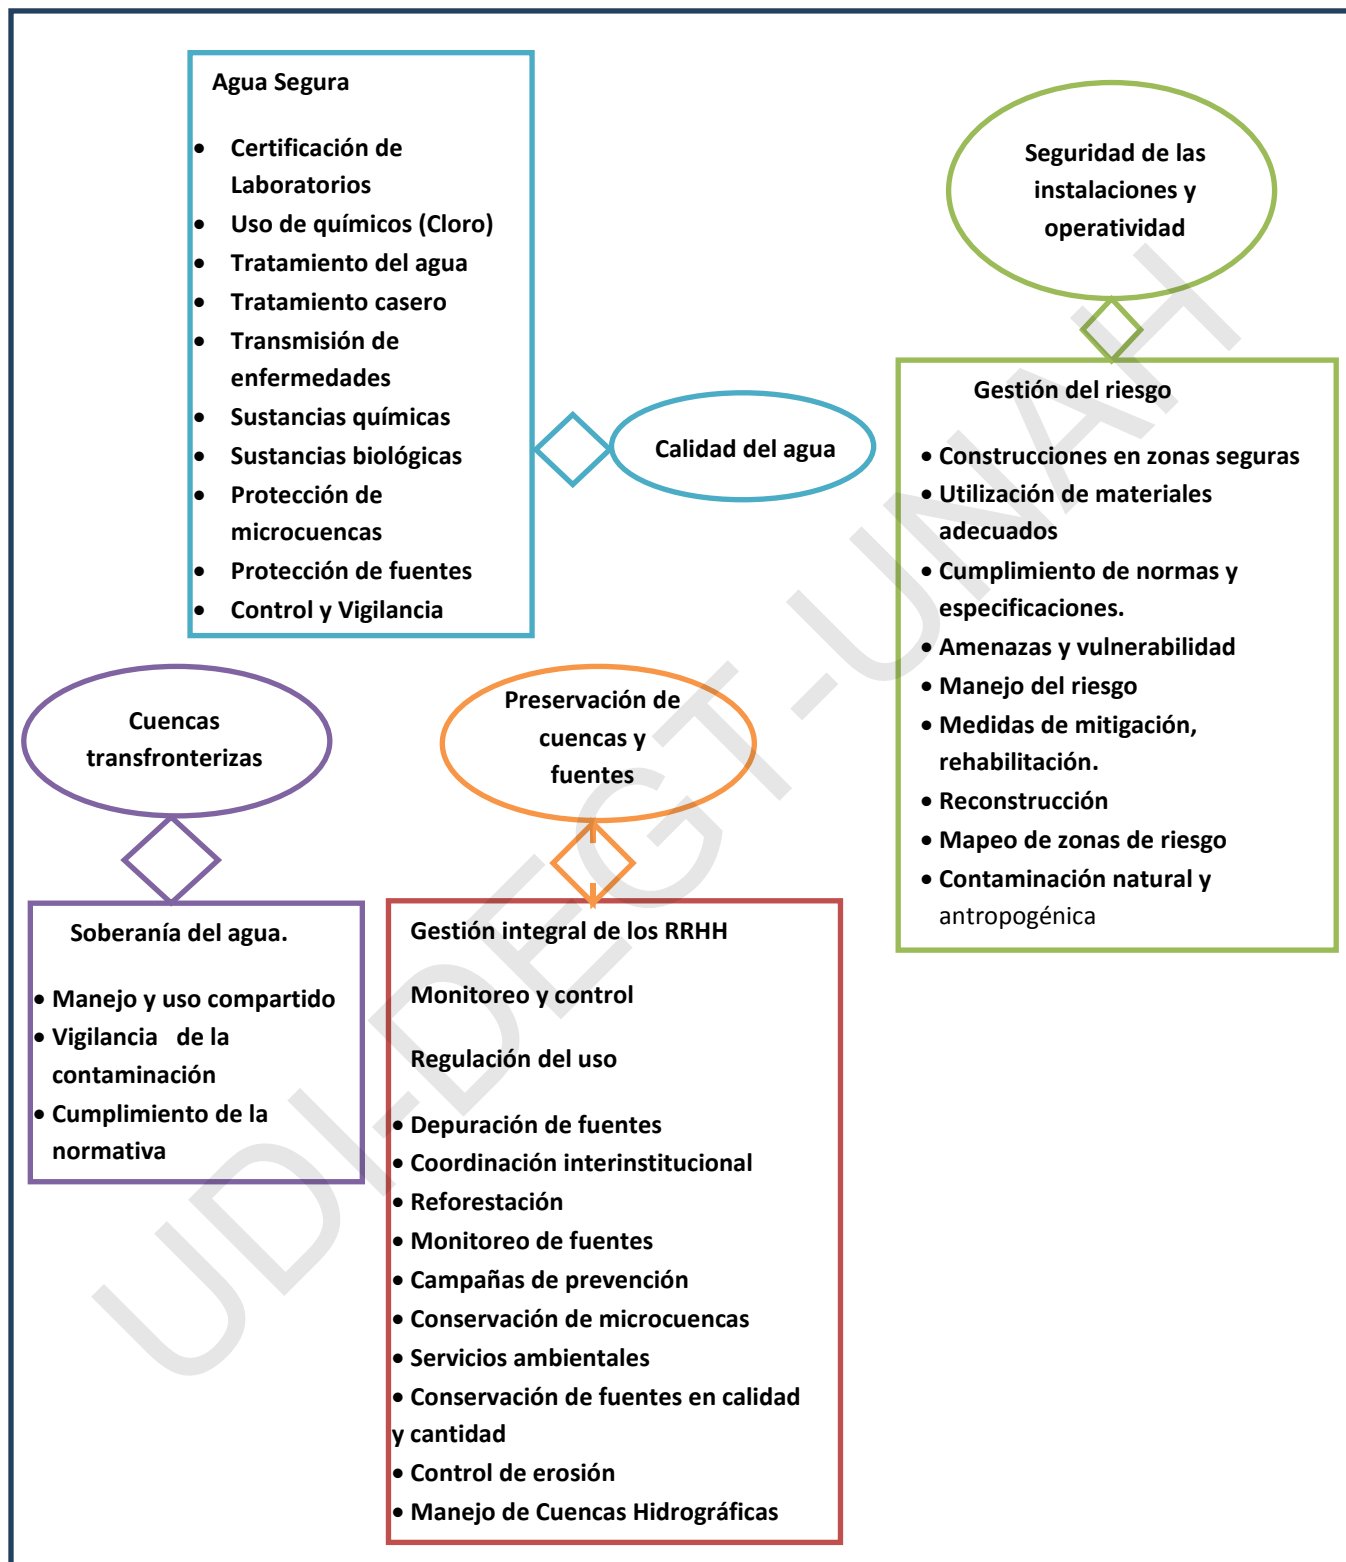 Agua Segura
• Certificación de
Laboratorios
• Uso de químicos (Cloro)
• Tratamiento del agua
• Tratamiento casero
• Transmisión de
enfermedades
• Sustancias químicas
• Sustancias biológicas
• Protección de
microcuencas
• Protección de fuentes
• Control y Vigilancia
Calidad del agua
Seguridad de las
instalaciones y
operatividad
Gestión del riesgo
• Construcciones en zonas seguras
• Utilización de materiales
adecuados
• Cumplimiento de normas y
especificaciones.
• Amenazas y vulnerabilidad
• Manejo del riesgo
• Medidas de mitigación,
rehabilitación.
• Reconstrucción
• Mapeo de zonas de riesgo
• Contaminación natural y
antropogénica
Cuencas
transfronterizas
Soberanía del agua.
• Manejo y uso compartido
• Vigilancia de la
contaminación
• Cumplimiento de la
normativa
Preservación de
cuencas y
fuentes
Gestión integral de los RRHH
Monitoreo y control
Regulación del uso
• Depuración de fuentes
• Coordinación interinstitucional
• Reforestación
• Monitoreo de fuentes
• Campañas de prevención
• Conservación de microcuencas
• Servicios ambientales
• Conservación de fuentes en calidad
y cantidad
• Control de erosión
• Manejo de Cuencas Hidrográficas
UDI-DEGT-UNAH